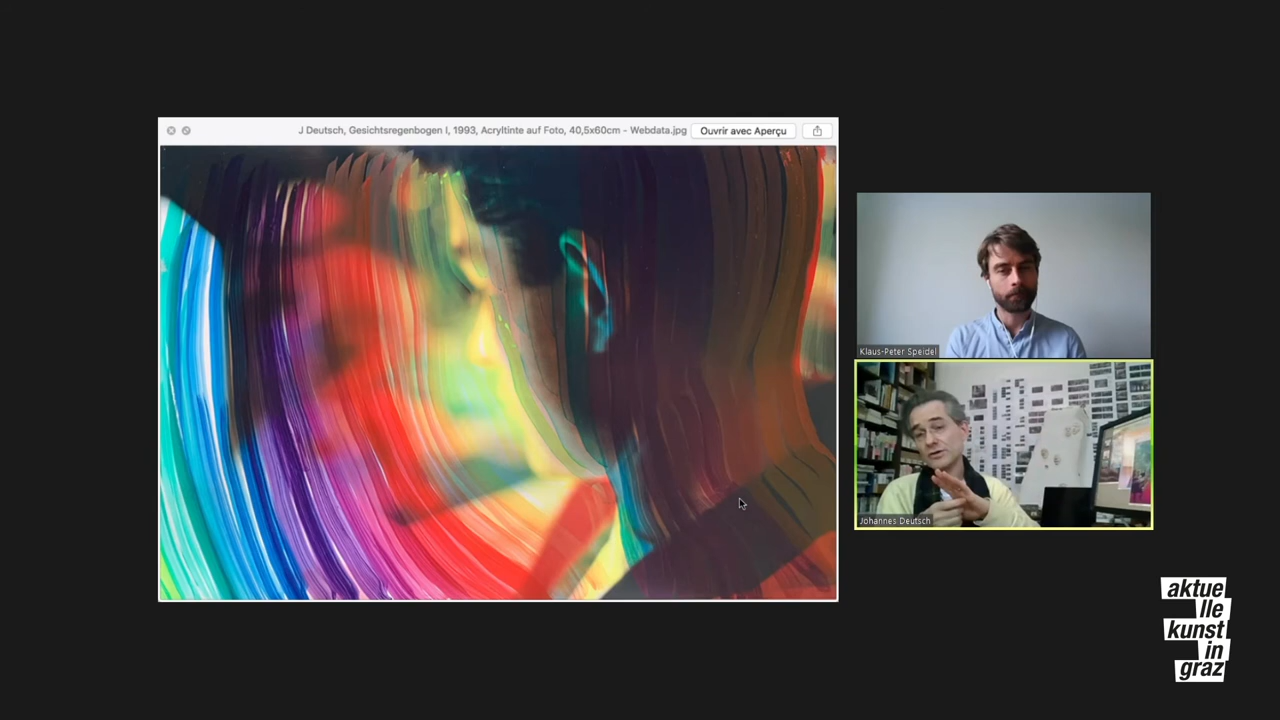 J Deutsch, Gesichtsregenbogen I, 1993, Acryltinte auf Foto, 40,5x60cm - Webdata.jpg
Ouvrir avec Aperçu
Klaus-Peter Speidel
Johannes Deutsch
aktue
lle
kunst
in
graz